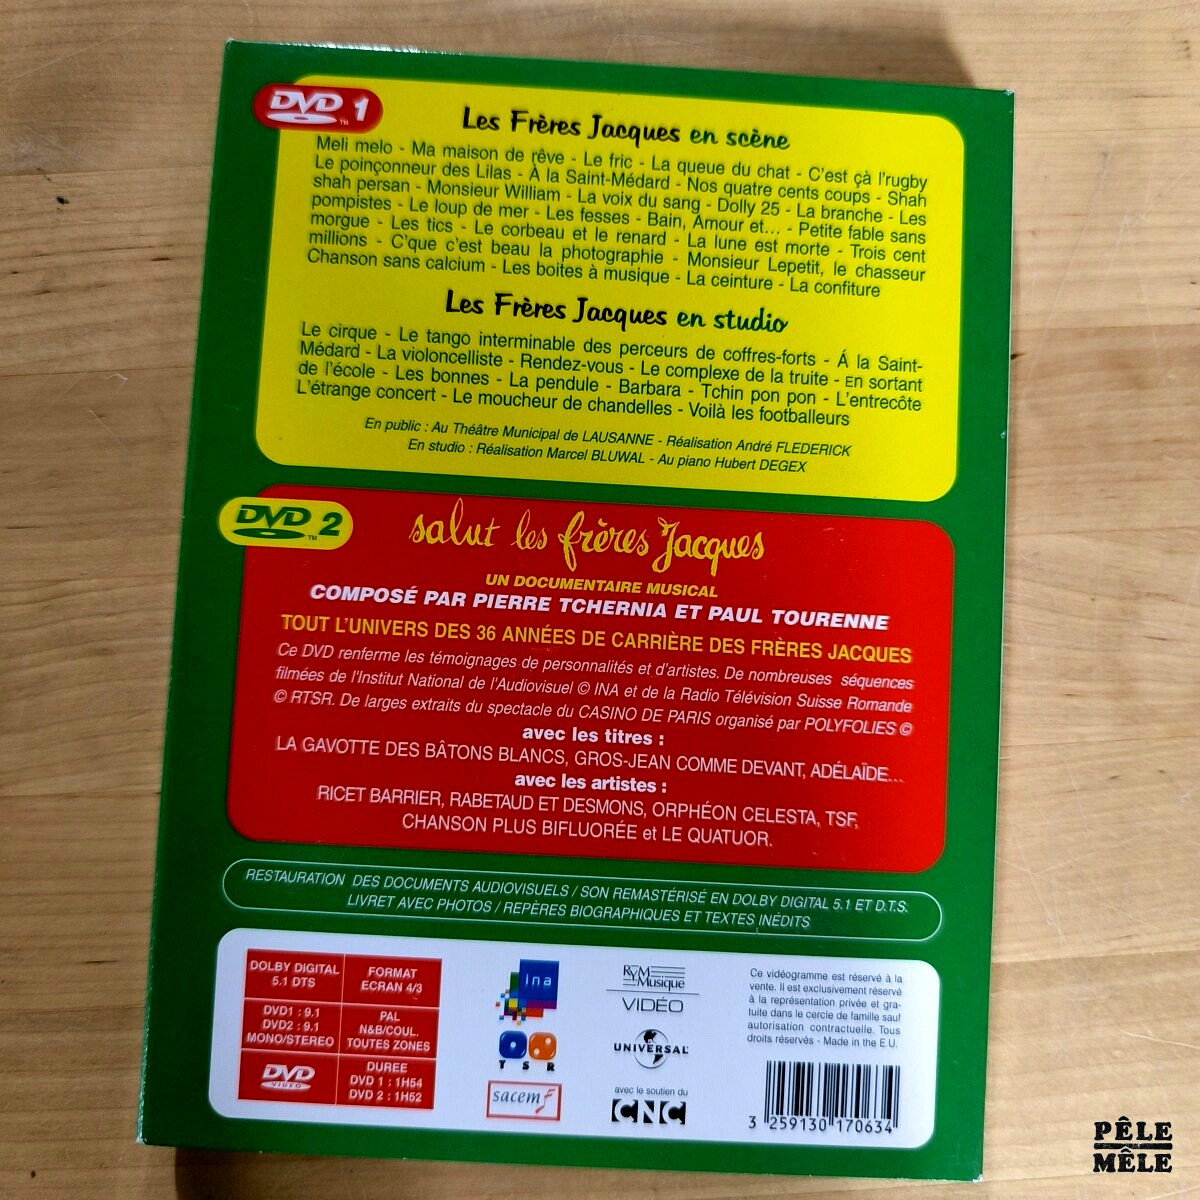 DVD 1
TM
Les Frères Jacques en scène
Meli melo - Ma maison de rêve - Le fric - La queue du chat - C'est çà l'rugby
Le poinçonneur des Lilas - À la Saint-Médard - Nos quatre cents coups - Shah
shah persan - Monsieur William - La voix du sang - Dolly 25 - La branche - Les
pompistes - Le loup de mer - Les fesses - Bain, Amour et... - Petite fable sans
morgue - Les tics - Le corbeau et le renard - La lune est morte - Trois cent
millions - C'que c'est beau la photographie - Monsieur Lepetit, le chasseur
Chanson sans calcium - Les boites à musique - La ceinture - La confiture
Les Frères Jacques en studio
Le cirque - Le tango interminable des perceurs de coffres-forts - Á la Saint-
Médard - La violoncelliste - Rendez-vous - Le complexe de la truite - En sortant
de l'école - Les bonnes - La pendule - Barbara - Tchin pon pon - L'entrecôte
L'étrange concert - Le moucheur de chandelles - Voilà les footballeurs
En public : Au Théâtre Municipal de LAUSANNE - Réalisation André FLEDERICK
En studio : Réalisation Marcel BLUWAL - Au piano Hubert DEGEX
DVD 2
TM
salut les frères Jacques
UN DOCUMENTAIRE MUSICAL
COMPOSÉ PAR PIERRE TCHERNIA ET PAUL TOURENNE
TOUT L'UNIVERS DES 36 ANNÉES DE CARRIÈRE DES FRÈRES JACQUES
Ce DVD renferme les témoignages de personnalités et d'artistes. De nombreuses séquences
filmées de l'Institut National de l'Audiovisuel © INA et de la Radio Télévision Suisse Romande
© RTSR. De larges extraits du spectacle du CASINO DE PARIS organisé par POLYFOLIES ©
avec les titres :
LA GAVOTTE DES BÂTONS BLANCS, GROS-JEAN COMME DEVANT, ADÉLAÏDE...
avec les artistes :
RICET BARRIER, RABETAUD ET DESMONS, ORPHÉON CELESTA, TSF,
CHANSON PLUS BIFLUORÉE et LE QUATUOR.
RESTAURATION DES DOCUMENTS AUDIOVISUELS / SON REMASTÉRISÉ EN DOLBY DIGITAL 5.1 ET D.T.S.
LIVRET AVEC PHOTOS / REPÈRES BIOGRAPHIQUES ET TEXTES INÉDITS
DOLBY DIGITAL
5.1 DTS
FORMAT
ECRAN 4/3
DVD1 : 9.1
DVD2 : 9.1
MONO/STEREO
PAL
N&B/COUL.
TOUTES ZONES
DVD
VIDEO
DUREE
DVD 1 : 1H54
DVD 2 : 1H52
ina
TSR
sacem
RYM Musique
VIDÉO
UNIVERSAL
avec le soutien du
CNC
Ce vidéogramme est réservé à la
vente. Il est exclusivement réservé
à la représentation privée et gra-
tuite dans le cercle de famille sauf
autorisation contractuelle. Tous
droits réservés - Made in the E.U.
3 259130 170634
PÊLE
MÊLE